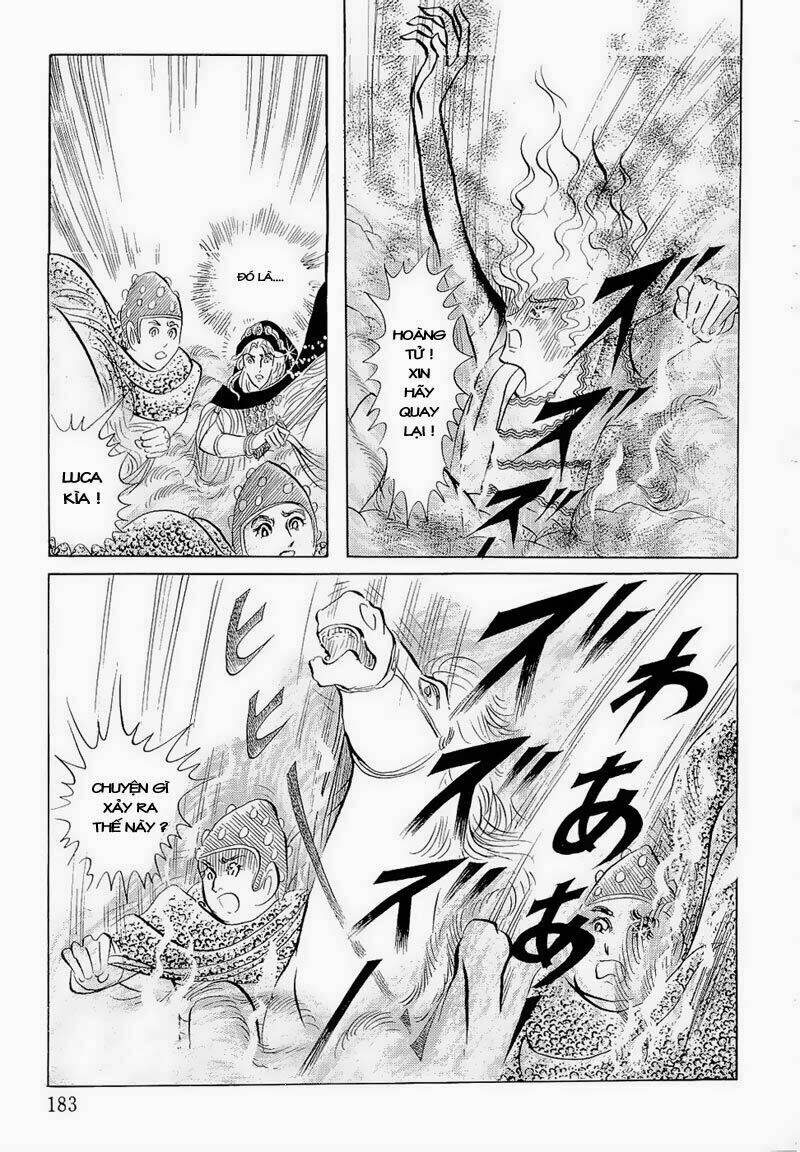 HOÀNG
TỬ !
XIN
HÃY
QUAY
LẠI !
ズズズ
ĐÓ LÀ....
LUCA
KÌA !
わああ!
ズズズ
ヒヒーン
CHUYỆN GÌ
XẢY RA
THẾ NÀY ?
183